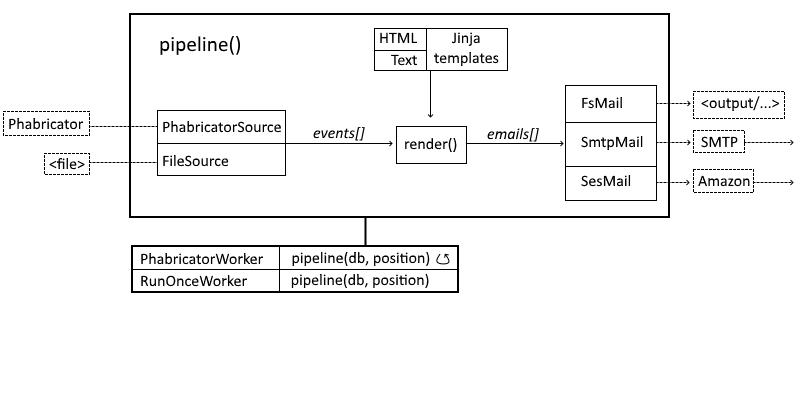 pipeline()
HTML
Text
Jinja
templates
Phabricator
<file>
PhabricatorSource
FileSource
events[]
render()
emails[]
FsMail
SmtpMail
SesMail
<output/...>
SMTP
Amazon
PhabricatorWorker pipeline(db, position)
RunOnceWorker pipeline(db, position)